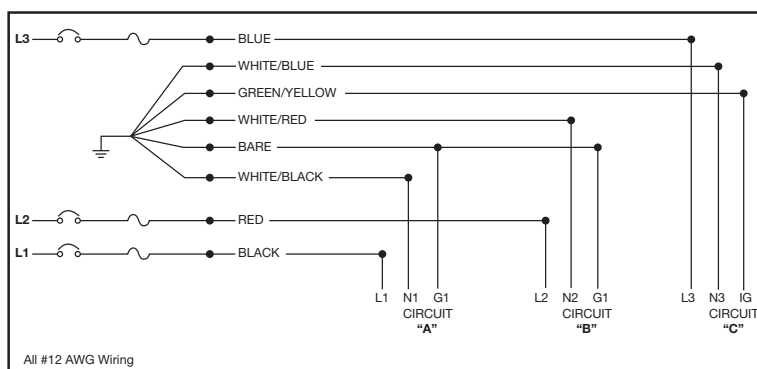 L3 BLUE
WHITE/BLUE
GREEN/YELLOW
WHITE/RED
BARE
WHITE/BLACK
L2 RED
L1 BLACK
L1 N1 G1 L2 N2 G1 L3 N3 IG
CIRCUIT CIRCUIT CIRCUIT
“A” “B” “C”
All #12 AWG Wiring